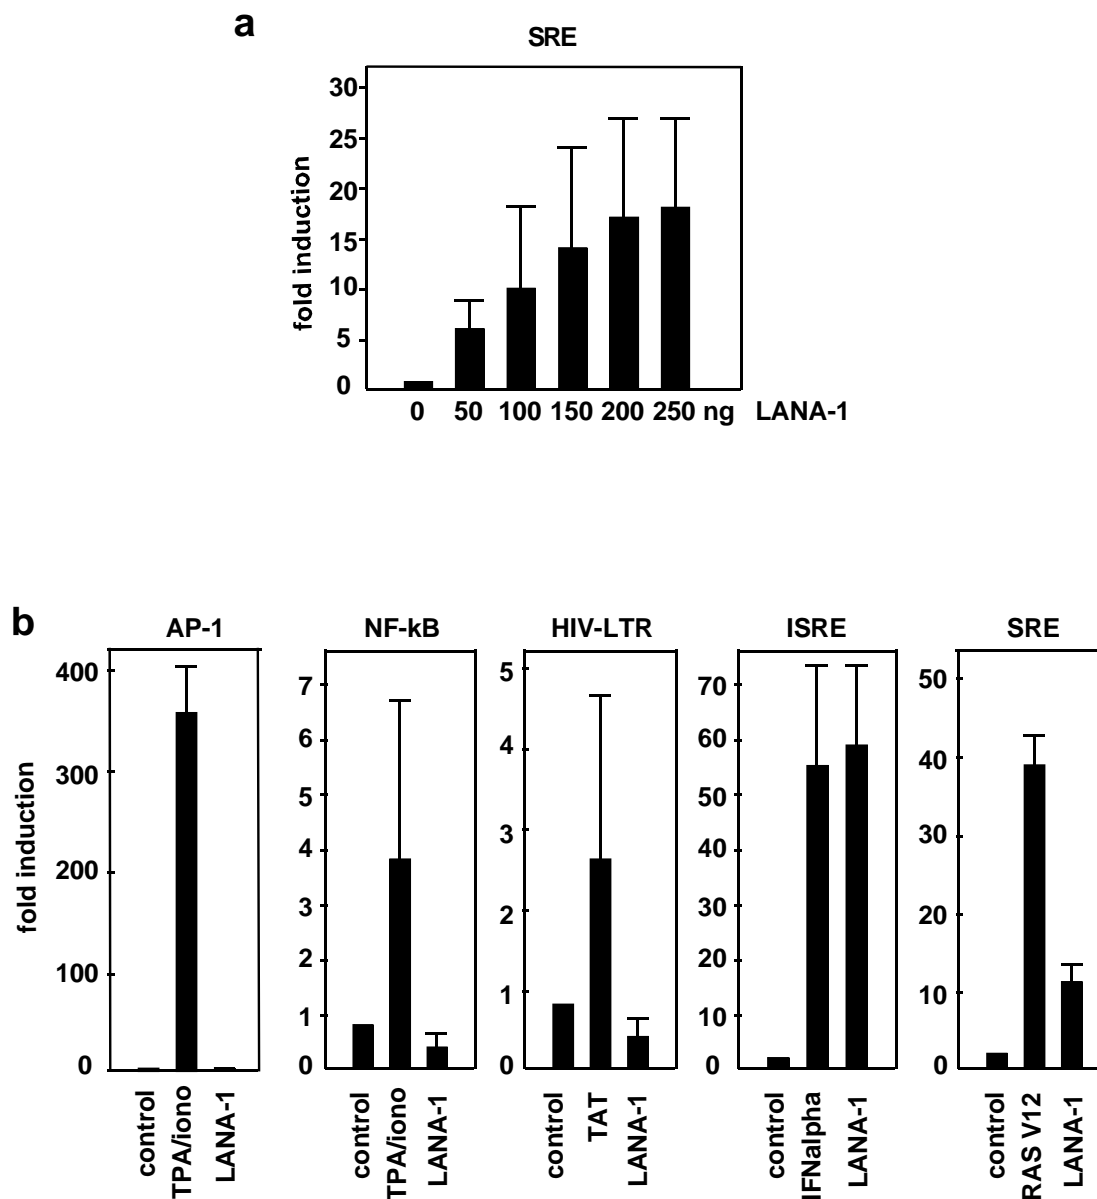 a
SRE
fold induction
30
25
20
15
10
5
0
0 50 100 150 200 250 ng LANA-1
b
AP-1
fold induction
400
300
200
100
0
control
TPA/iono
LANA-1
NF-kB
7
6
5
4
3
2
1
0
control
TPA/iono
LANA-1
HIV-LTR
5
4
3
2
1
0
control
TAT
LANA-1
ISRE
70
60
50
40
30
20
10
0
control
IFNalpha
LANA-1
SRE
50
40
30
20
10
0
control
RAS V12
LANA-1